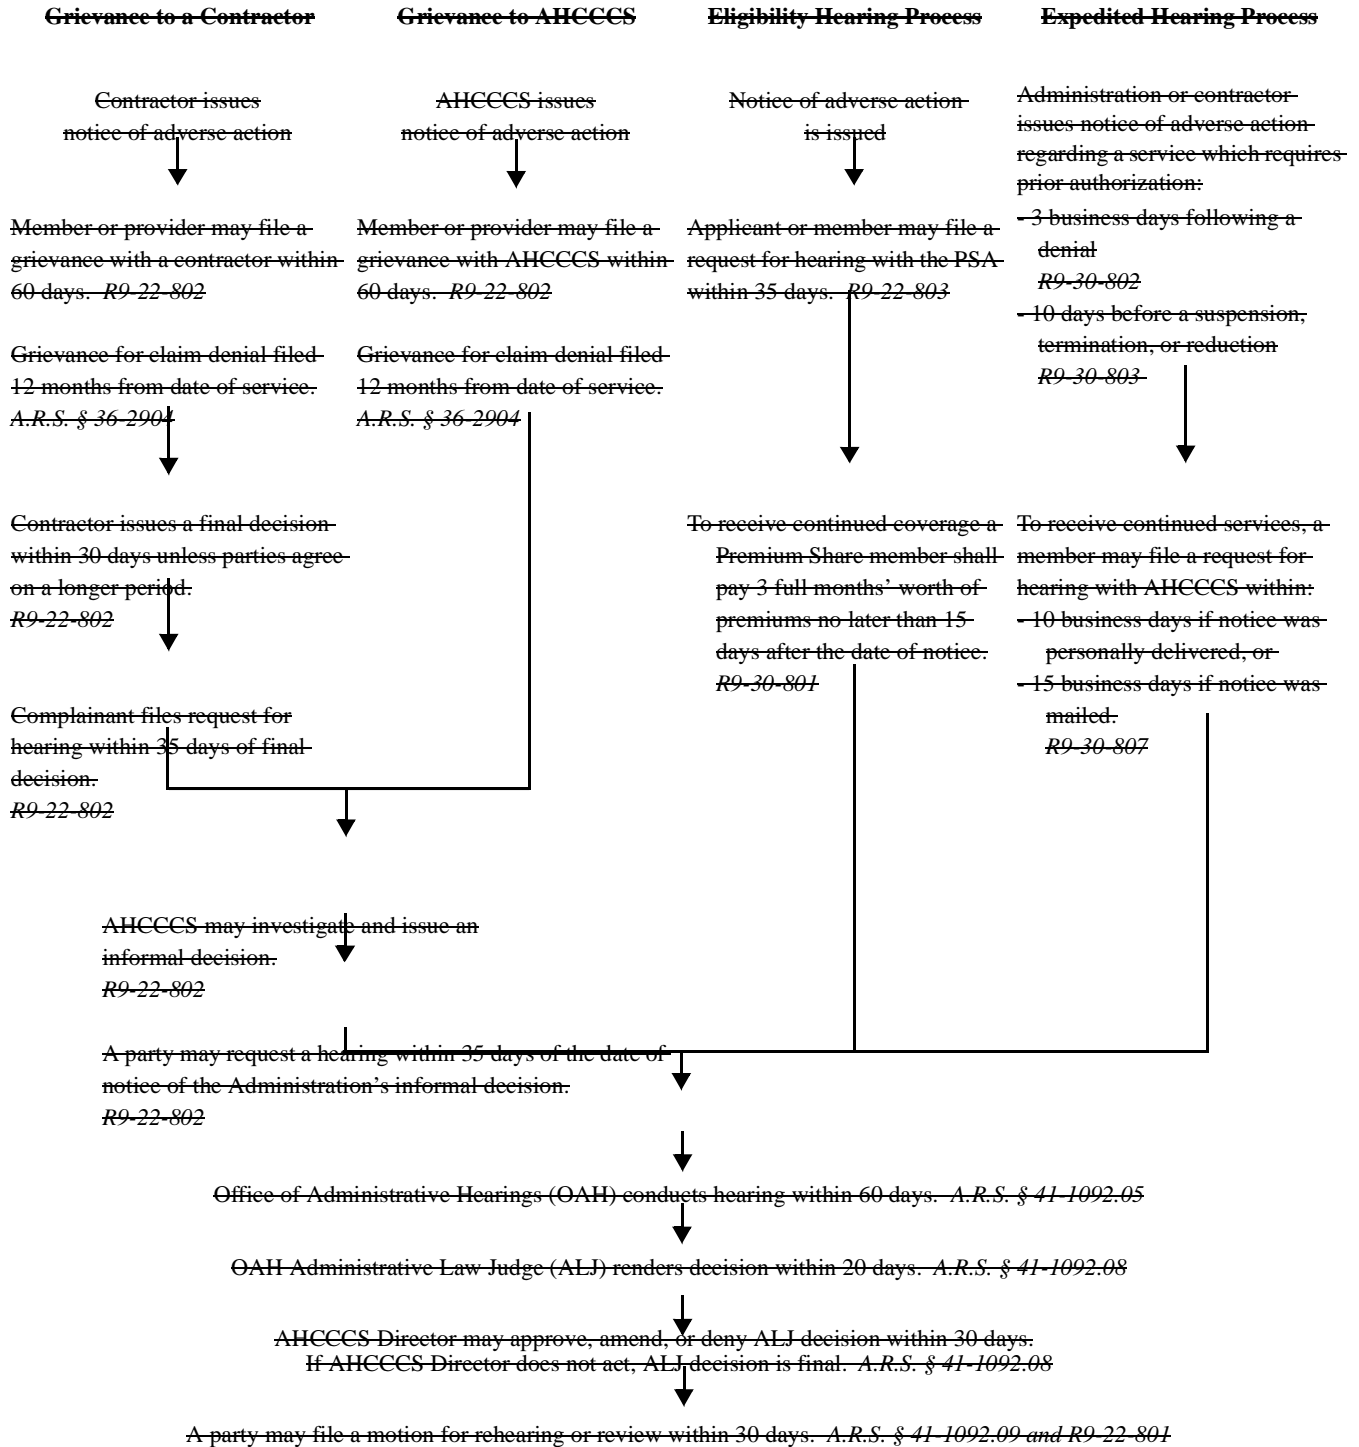 Grievance to a Contractor
Contractor issues
notice of adverse action
Member or provider may file a
grievance with a contractor within
60 days. R9-22-802
Grievance for claim denial filed
12 months from date of service.
A.R.S. § 36-2904
Contractor issues a final decision
within 30 days unless parties agree
on a longer period.
R9-22-802
Complainant files request for
hearing within 35 days of final
decision.
R9-22-802
Grievance to AHCCCS
AHCCCS issues
notice of adverse action
Member or provider may file a
grievance with AHCCCS within
60 days. R9-22-802
Grievance for claim denial filed
12 months from date of service.
A.R.S. § 36-2904
AHCCCS may investigate and issue an
informal decision.
R9-22-802
A party may request a hearing within 35 days of the date of
notice of the Administration's informal decision.
R9-22-802
Eligibility Hearing Process
Notice of adverse action
is issued
Applicant or member may file a
request for hearing with the PSA
within 35 days. R9-22-803
To receive continued coverage a
Premium Share member shall
pay 3 full months' worth of
premiums no later than 15
days after the date of notice.
R9-30-801
Expedited Hearing Process
Administration or contractor
issues notice of adverse action
regarding a service which requires
prior authorization:
- 3 business days following a
denial
R9-30-802
- 10 days before a suspension,
termination, or reduction
R9-30-803
To receive continued services, a
member may file a request for
hearing with AHCCCS within:
- 10 business days if notice was
personally delivered, or
- 15 business days if notice was
mailed.
R9-30-807
Office of Administrative Hearings (OAH) conducts hearing within 60 days. A.R.S. § 41-1092.05
OAH Administrative Law Judge (ALJ) renders decision within 20 days. A.R.S. § 41-1092.08
AHCCCS Director may approve, amend, or deny ALJ decision within 30 days.
If AHCCCS Director does not act, ALJ decision is final. A.R.S. § 41-1092.08
A party may file a motion for rehearing or review within 30 days. A.R.S. § 41-1092.09 and R9-22-801